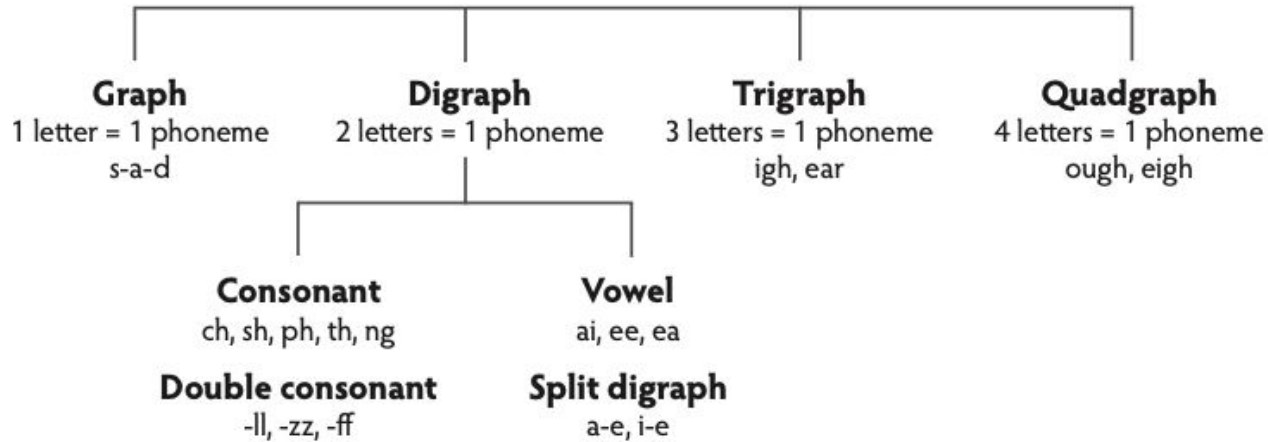 Graph
1 letter = 1 phoneme
s-a-d
Digraph
2 letters = 1 phoneme
Trigraph
3 letters = 1 phoneme
igh, ear
Quadgraph
4 letters = 1 phoneme
ough, eigh
Consonant
ch, sh, ph, th, ng
Double consonant
-ll, -zz, -ff
Vowel
ai, ee, ea
Split digraph
a-e, i-e